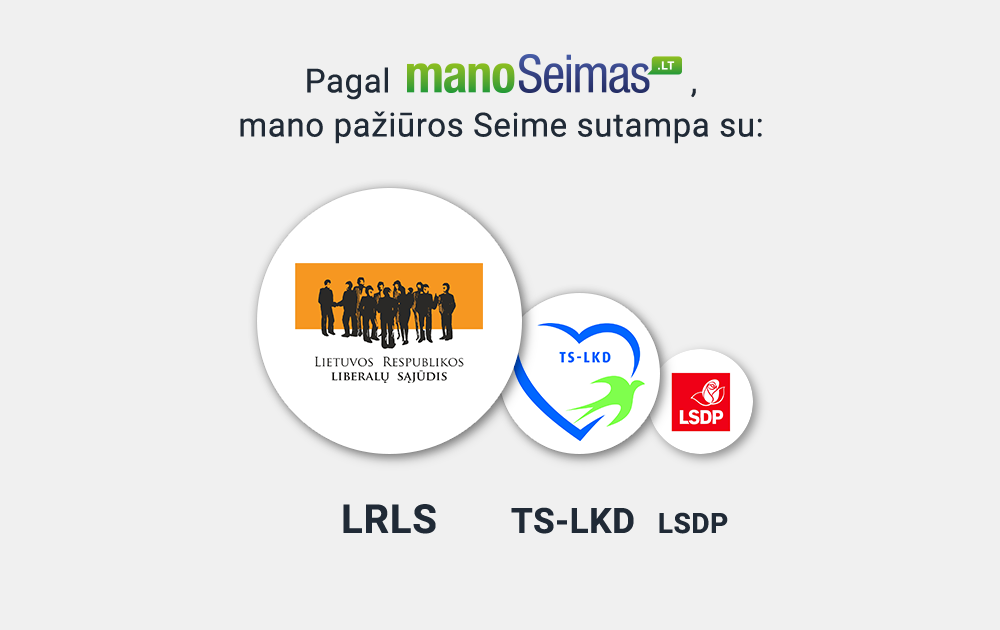 Pagal manoSeimas.LT,
mano pažiūros Seime sutampa su:
LIETUVOS RESPUBLIKOS
LIBERALŲ SĄJŪDIS
TS-LKD
LSDP
LRLS TS-LKD LSDP